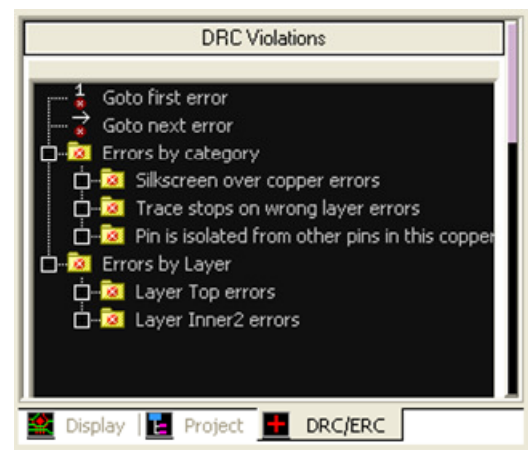 DRC Violations
1
Goto first error
Goto next error
Errors by category
Silkscreen over copper errors
Trace stops on wrong layer errors
Pin is isolated from other pins in this copper
Errors by Layer
Layer Top errors
Layer Inner2 errors
Display Project DRC/ERC